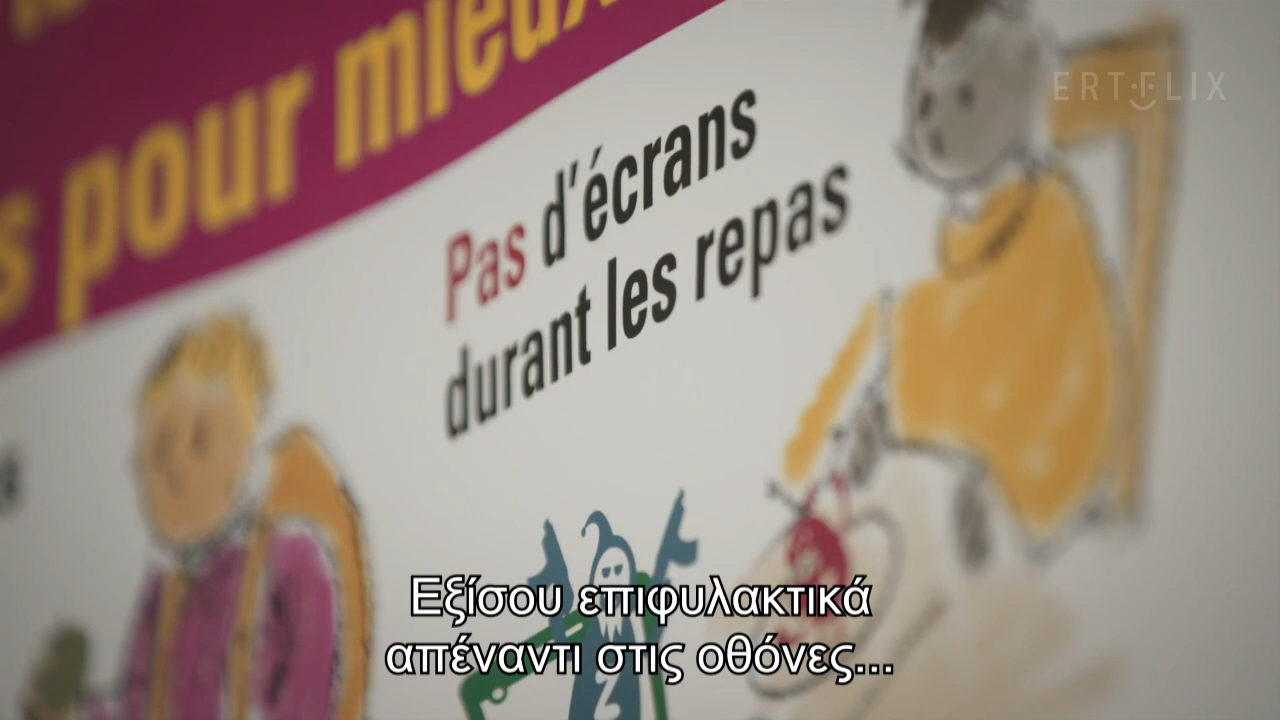 pour mieux
Pas d'écrans
durant les repas
ERTFLIX
Z
Εξίσου επιφυλακτικά
απέναντι στις οθόνες...